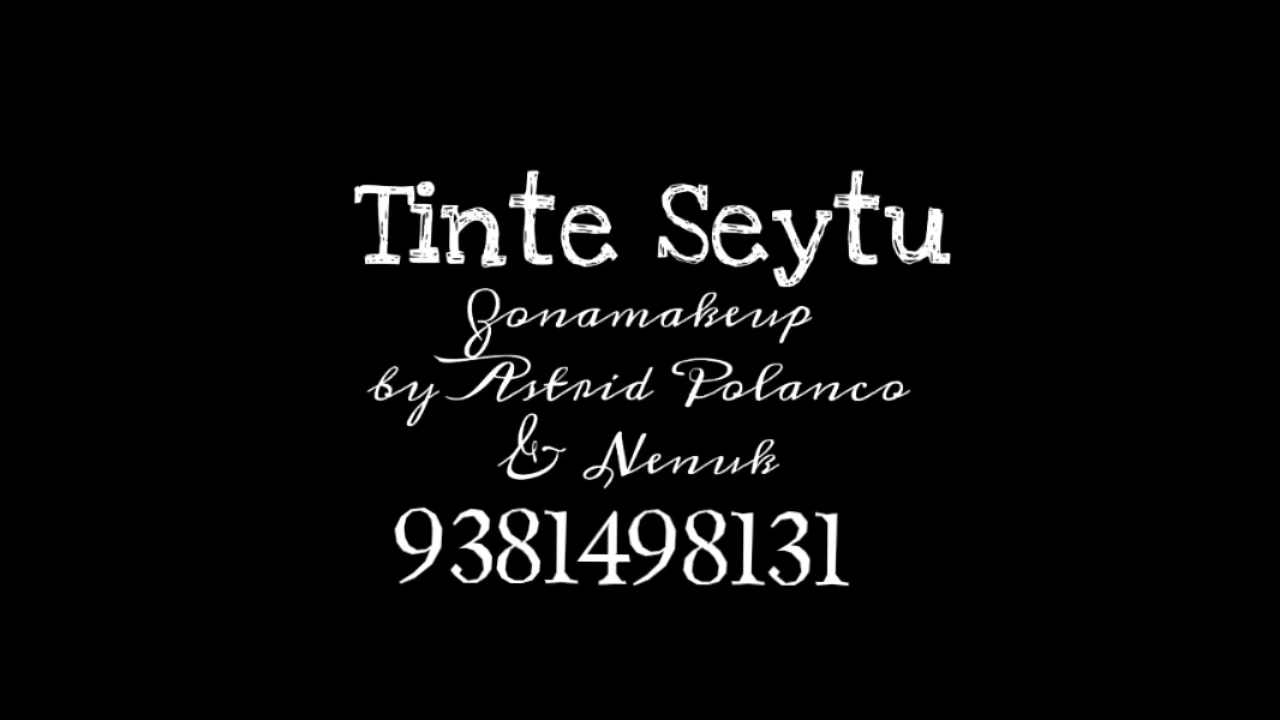 Tinte Seytu
Zonamakeup
by Astrid Polanco
& Nenuk
9381498131